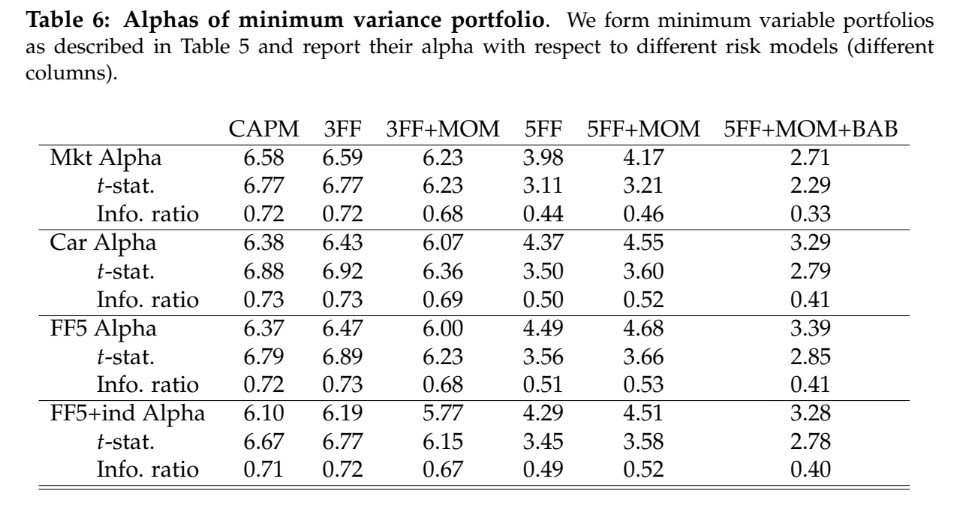 Table 6: Alphas of minimum variance portfolio. We form minimum variable portfolios
as described in Table 5 and report their alpha with respect to different risk models (different
columns).
CAPM 3FF 3FF+MOM 5FF 5FF+MOM 5FF+MOM+BAB
Mkt Alpha 6.58 6.59 6.23 3.98 4.17 2.71
t-stat. 6.77 6.77 6.23 3.11 3.21 2.29
Info. ratio 0.72 0.72 0.68 0.44 0.46 0.33
Car Alpha 6.38 6.43 6.07 4.37 4.55 3.29
t-stat. 6.88 6.92 6.36 3.50 3.60 2.79
Info. ratio 0.73 0.73 0.69 0.50 0.52 0.41
FF5 Alpha 6.37 6.47 6.00 4.49 4.68 3.39
t-stat. 6.79 6.89 6.23 3.56 3.66 2.85
Info. ratio 0.72 0.73 0.68 0.51 0.53 0.41
FF5+ind Alpha 6.10 6.19 5.77 4.29 4.51 3.28
t-stat. 6.67 6.77 6.15 3.45 3.58 2.78
Info. ratio 0.71 0.72 0.67 0.49 0.52 0.40